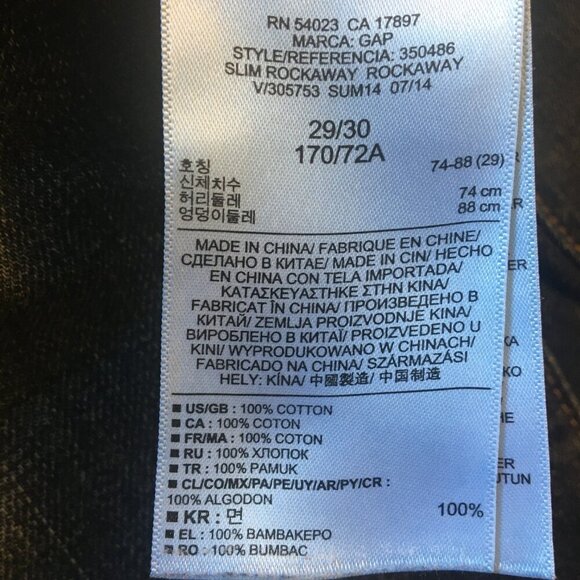 RN 54023 CA 17897
MARCA: GAP
STYLE/REFERENCIA: 350486
SLIM ROCKAWAY ROCKAWAY
V/305753 SUM14 07/14
29/30
170/72A
호칭 74-88 (29)
신체치수
허리둘레 74 cm
엉덩이둘레 88 cm
MADE IN CHINA/ FABRIQUE EN CHINE/
СДЕЛАНО В КИТАЕ/ MADE IN CIN/ HECHO
EN CHINA CON TELA IMPORTADA/
ΚΑΤΑΣΚΕΥΑΣΤΗΚΕ ΣΤΗΝ ΚΙΝΑ/
FABRICAT ÎN CHINA/ ПРОИЗВЕДЕНО В
КИТАЙ/ ZEMLJA PROIZVODNJE KINA/
ВИРОБЛЕНО В КИТАЇ/ PROIZVEDENO U
KINI/ WYPRODUKOWANO W CHINACH/
FABRICADO NA CHINA/ SZÁRMAZÁSI
HELY: KÍNA/ 中國製造/ 中国制造
US/GB : 100% COTTON
CA : 100% COTON
FR/MA : 100% COTON
RU : 100% ХЛОПОК
TR : 100% PAMUK
CL/CO/MX/PA/PE/UY/AR/PY/CR :
100% ALGODON
KR : 면 100%
EL : 100% ΒΑΜΒΑΚΕΡΟ
RO : 100% BUMBAC